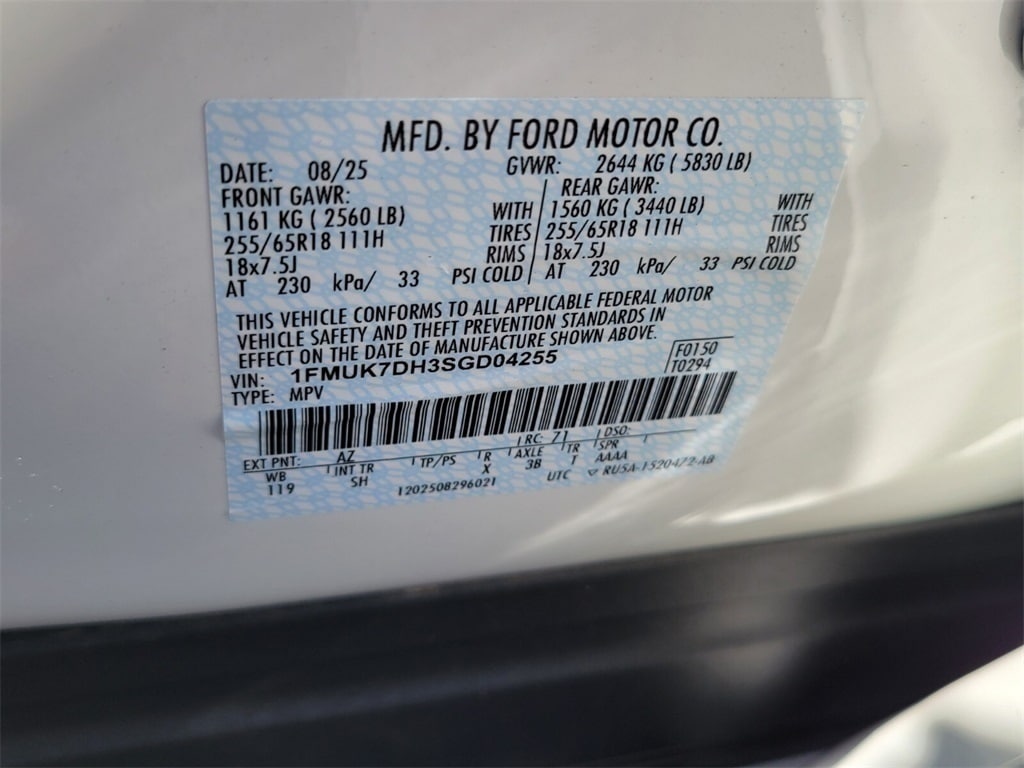 MFD. BY FORD MOTOR CO.
DATE: 08/25 GVWR: 2644 KG ( 5830 LB)
FRONT GAWR: REAR GAWR:
1161 KG ( 2560 LB) WITH 1560 KG ( 3440 LB) WITH
255/65R18 111H TIRES 255/65R18 111H TIRES
18x7.5J RIMS 18x7.5J RIMS
AT 230 kPa/ 33 PSI COLD AT 230 kPa/ 33 PSI COLD
THIS VEHICLE CONFORMS TO ALL APPLICABLE FEDERAL MOTOR
VEHICLE SAFETY AND THEFT PREVENTION STANDARDS IN
EFFECT ON THE DATE OF MANUFACTURE SHOWN ABOVE.
VIN: 1FMUK7DH3SGD04255 F0150
TYPE: MPV T0294
EXT PNT: AZ RC: 71 DSO:
WB INT TR TP/PS R AXLE TR SPR
119 SH X 3B T AAAA
1202508296021 UTC RU5A-1520472-AB